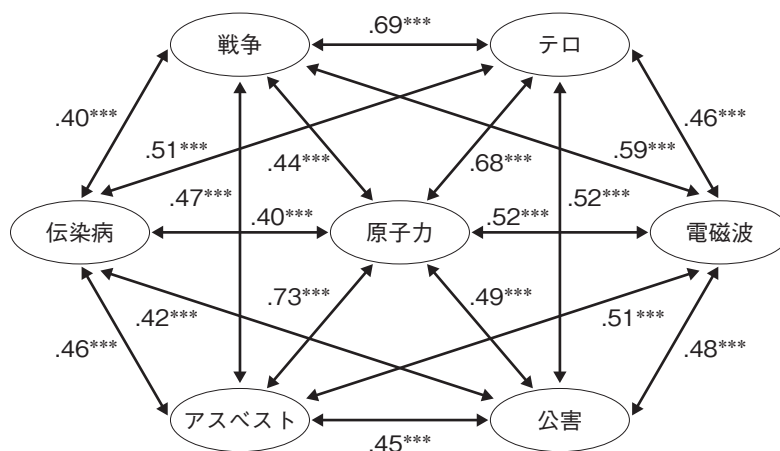 .69***
戦争
テロ
.40***
.51***
.44***
.68***
.59***
.46***
.47***
.52***
伝染病
.40***
原子力
.52***
電磁波
.73***
.49***
.42***
.51***
.46***
.48***
アスベスト
公害
.45***